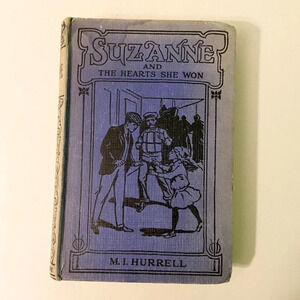 SUZANNE
AND
THE HEARTS SHE WON
M.I. HURRELL